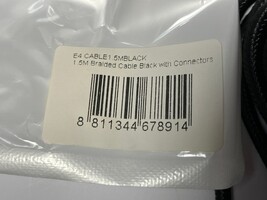 E4 CABLE1.5MBLACK
1.5M Braided Cable Black with Connectors
8 811344 678914